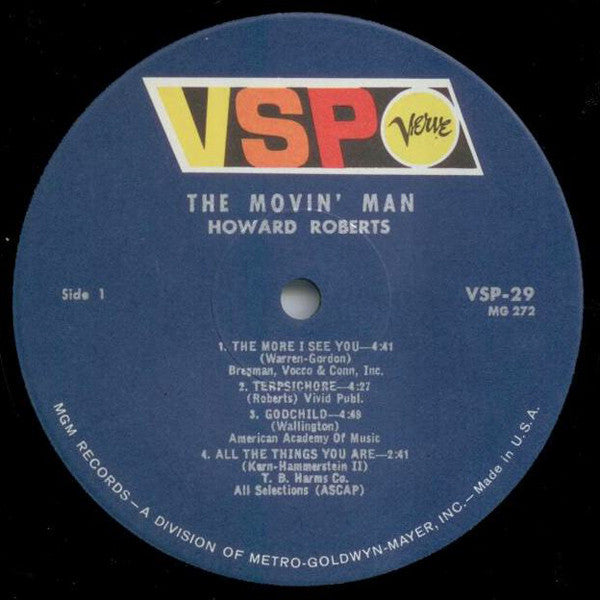 VSP Verve
THE MOVIN' MAN
HOWARD ROBERTS
Side 1
VSP-29
MG 272
1. THE MORE I SEE YOU—4:41
(Warren-Gordon)
Bregman, Vocco & Conn, Inc.
2. TERPSICHORE—4:27
(Roberts) Vivid Publ.
3. GODCHILD—4:48
(Wallington)
American Academy Of Music
4. ALL THE THINGS YOU ARE—2:41
(Kern-Hammerstein II)
T. B. Harms Co.
All Selections (ASCAP)
MGM RECORDS—A DIVISION OF METRO-GOLDWYN-MAYER, INC.—Made in U.S.A.